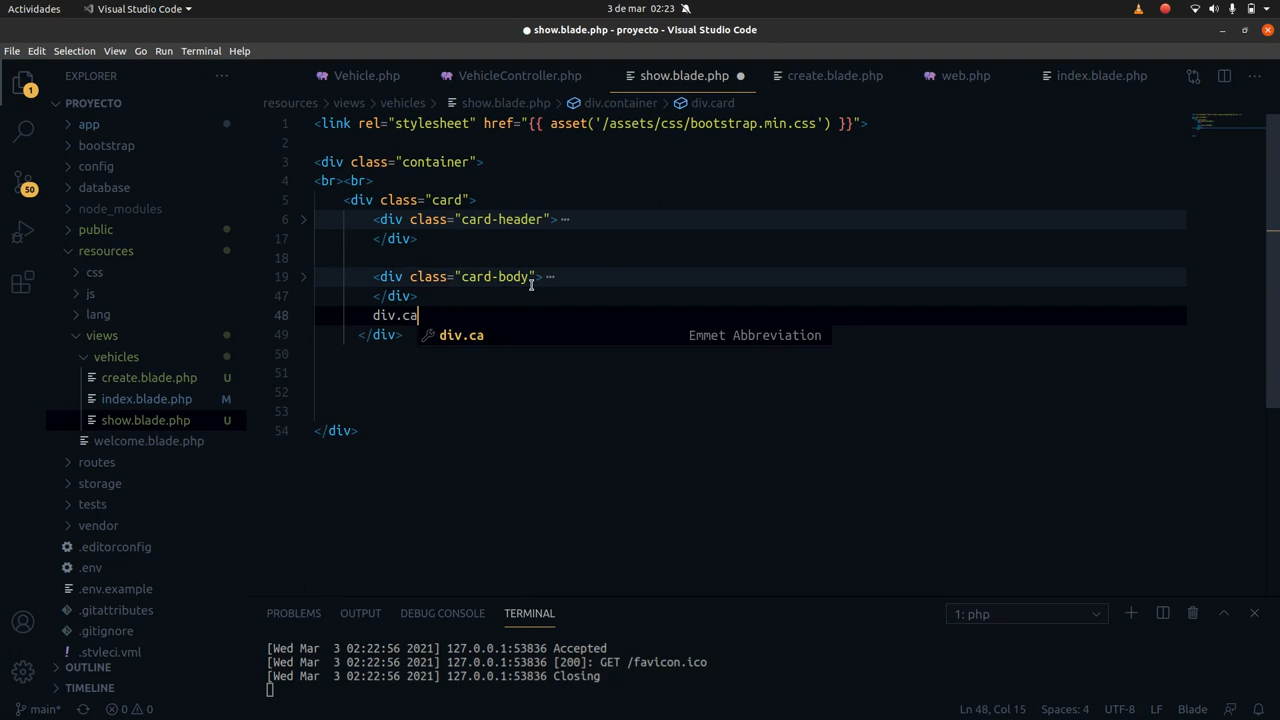 Actividades
Visual Studio Code
3 de mar 02:23
show.blade.php - proyecto - Visual Studio Code
File Edit Selection View Go Run Terminal Help
EXPLORER
Vehicle.php
VehicleController.php
show.blade.php
create.blade.php
web.php
index.blade.php
PROYECTO
resources > views > vehicles > show.blade.php > div.container > div.card
app
bootstrap
config
database
node_modules
public
resources
css
js
lang
views
vehicles
create.blade.php U
index.blade.php M
show.blade.php U
welcome.blade.php
routes
storage
tests
vendor
.editorconfig
.env
.env.example
.gitattributes
.gitignore
.styleci.yml
OUTLINE
TIMELINE
1
50
1 <link rel="stylesheet" href="{{ asset('/assets/css/bootstrap.min.css') }}">
2
3 <div class="container">
4 <br><br>
5 <div class="card">
6 <div class="card-header"> ⋯
17 </div>
18
19 <div class="card-body"> ⋯
47 </div>
48 div.ca
div.ca Emmet Abbreviation
49 </div>
50
51
52
53
54 </div>
PROBLEMS OUTPUT DEBUG CONSOLE TERMINAL
1: php
[Wed Mar  3 02:22:56 2021] 127.0.0.1:53836 Accepted
[Wed Mar  3 02:22:56 2021] 127.0.0.1:53836 [200]: GET /favicon.ico
[Wed Mar  3 02:22:56 2021] 127.0.0.1:53836 Closing
main* 0 0 Ln 48, Col 15 Spaces: 4 UTF-8 LF Blade